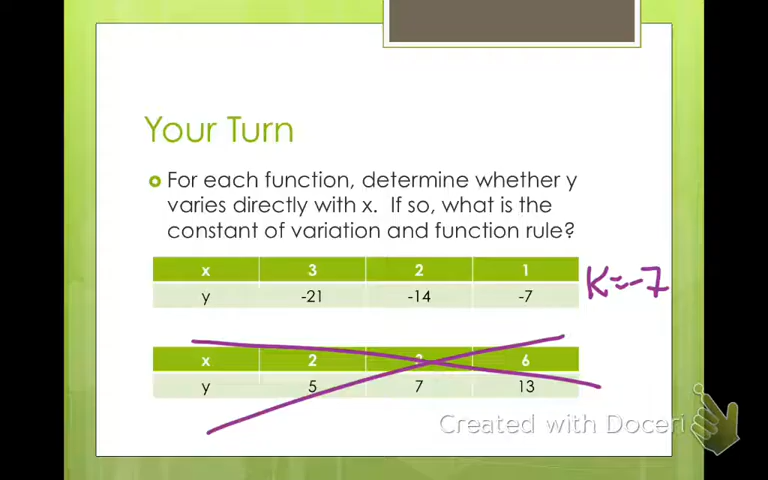 Your Turn
For each function, determine whether y
varies directly with x. If so, what is the
constant of variation and function rule?
x 3 2 1
y -21 -14 -7
K=-7
x 2 3 6
y 5 7 13
Created with Doceri